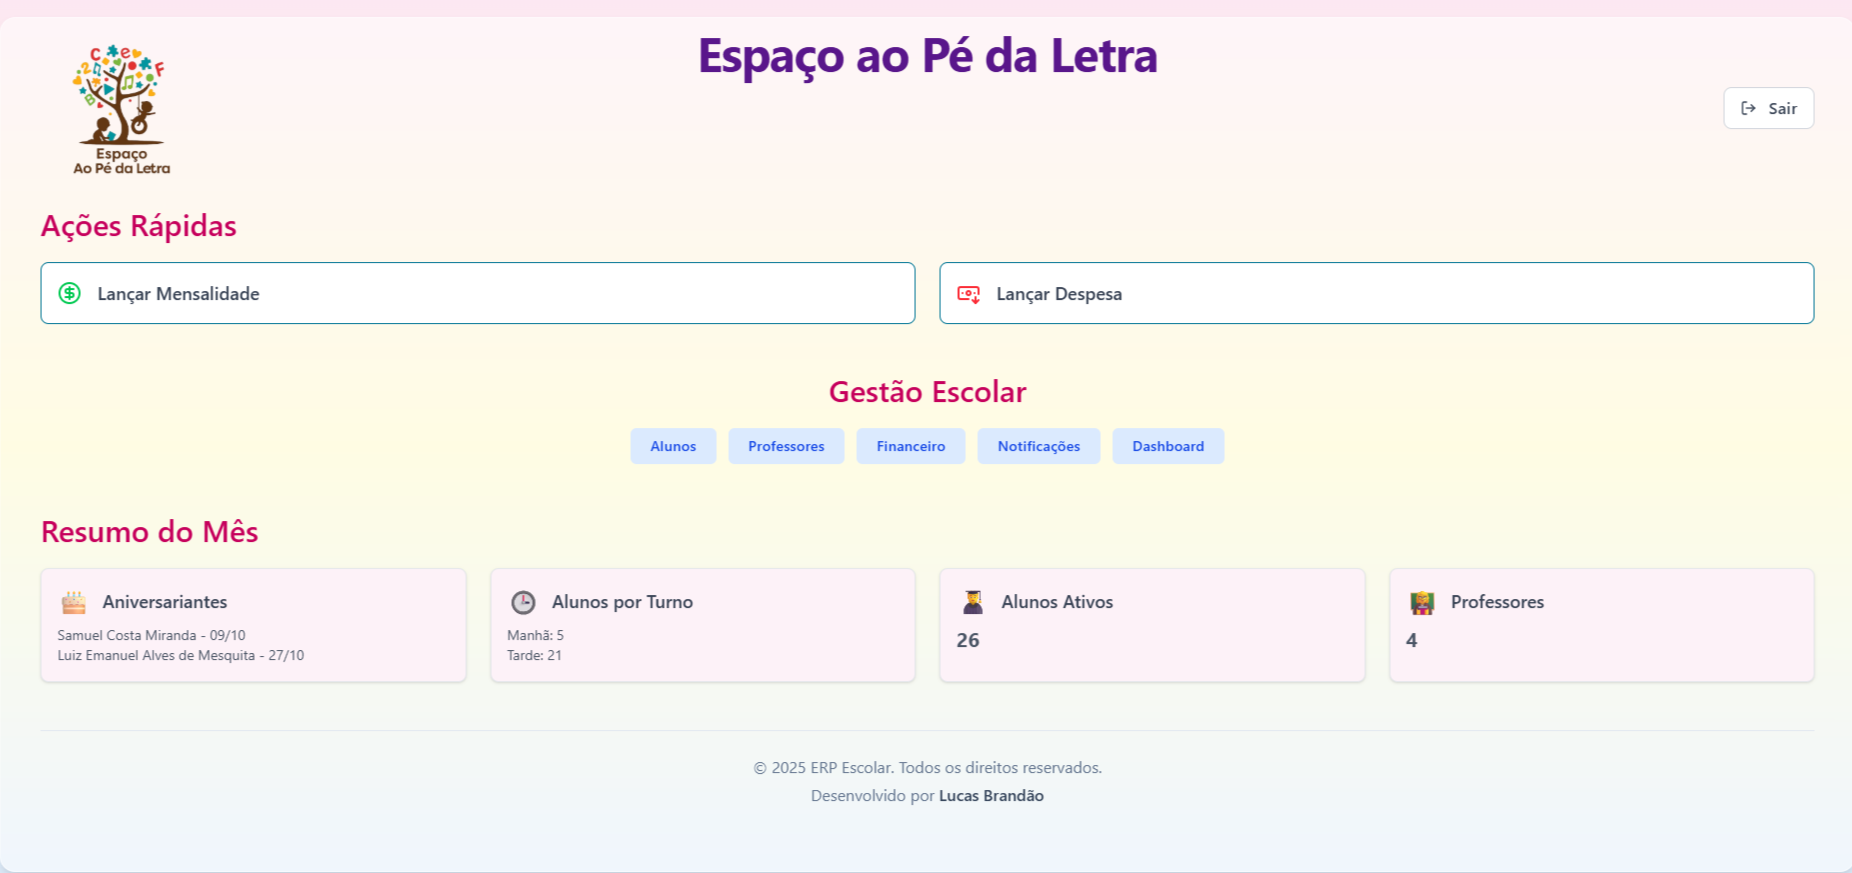 Espaço ao Pé da Letra
Espaço
Ao Pé da Letra
Sair
Ações Rápidas
Lançar Mensalidade
Lançar Despesa
Gestão Escolar
Alunos
Professores
Financeiro
Notificações
Dashboard
Resumo do Mês
Aniversariantes
Samuel Costa Miranda - 09/10
Luiz Emanuel Alves de Mesquita - 27/10
Alunos por Turno
Manhã: 5
Tarde: 21
Alunos Ativos
26
Professores
4
© 2025 ERP Escolar. Todos os direitos reservados.
Desenvolvido por Lucas Brandão